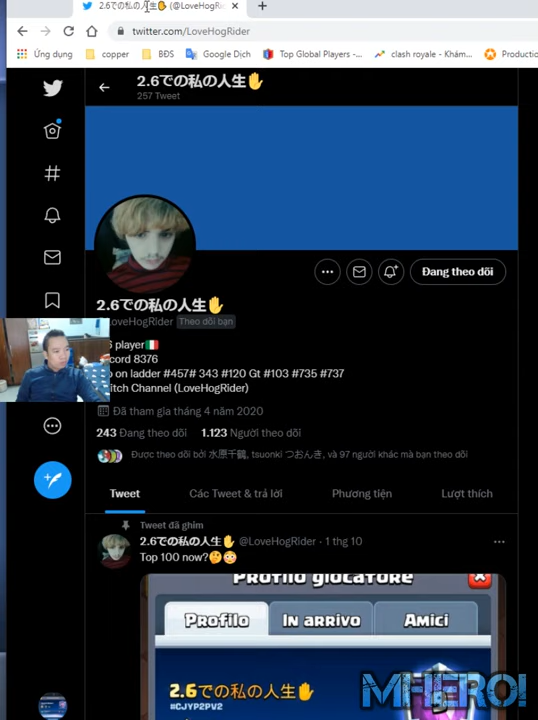 2.6での私の人生✋ (@LoveHogRi
twitter.com/LoveHogRider
Ứng dụng
copper
BĐS
Google Dịch
Top Global Players -...
clash royale - Khám...
Productio
2.6での私の人生✋
257 Tweet
Đang theo dõi
2.6での私の人生✋
LoveHogRider Theo dõi bạn
player🇮🇹
cord 8376
on ladder #457# 343 #120 Gt #103 #735 #737
itch Channel (LoveHogRider)
Đã tham gia tháng 4 năm 2020
243 Đang theo dõi 1.123 Người theo dõi
Được theo dõi bởi 水原千鶴, tsuonki つおんき, và 97 người khác mà bạn theo dõi
Tweet
Các Tweet & trả lời
Phương tiện
Lượt thích
Tweet đã ghim
2.6での私の人生✋ @LoveHogRider · 1 thg 10
Top 100 now?🤔😳
Profilo giocatore
Profilo
In arrivo
Amici
2.6での私の人生✋
#CJYP2PV2
MHERO!